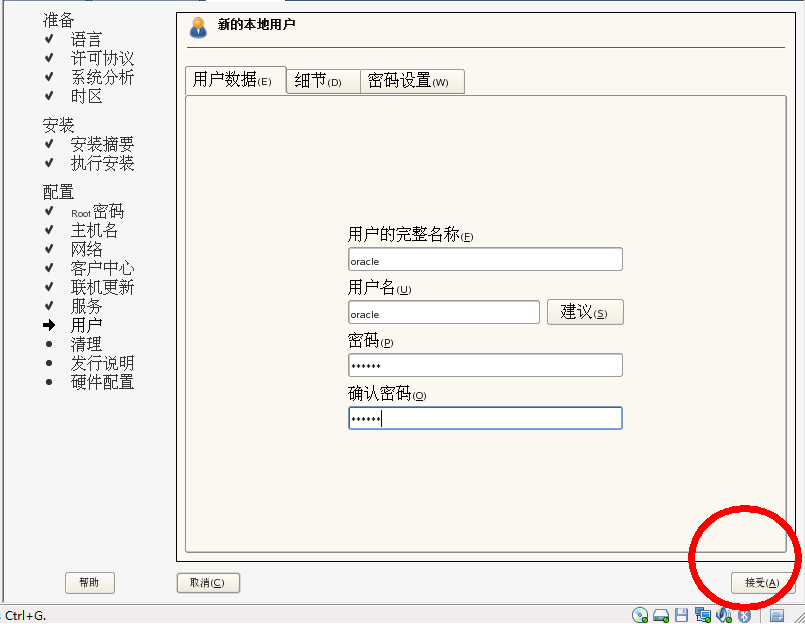 准备
语言
许可协议
系统分析
时区
安装
安装摘要
执行安装
配置
Root 密码
主机名
网络
客户中心
联机更新
服务
用户
清理
发行说明
硬件配置
新的本地用户
用户数据(E) 细节(D) 密码设置(W)
用户的完整名称(F)
oracle
用户名(U)
oracle 建议(S)
密码(P)
******
确认密码(O)
******
帮助 取消(C) 接受(A)
Ctrl+G.